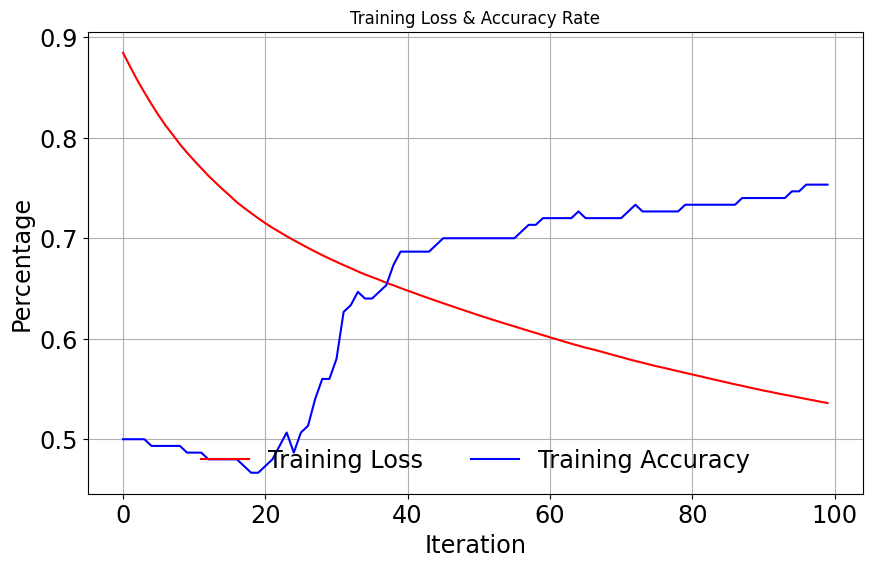 Training Loss & Accuracy Rate
0.9
0.8
0.7
0.6
0.5
Percentage
Training Loss
Training Accuracy
0
20
40
60
80
100
Iteration